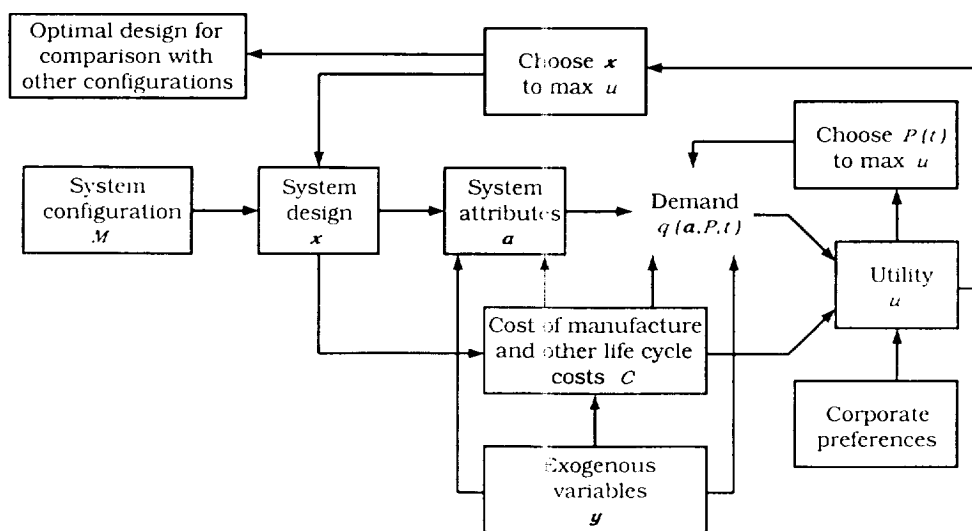 Optimal design for
comparison with
other configurations
Choose x
to max u
Choose P(t)
to max u
System
configuration
M
System
design
x
System
attributes
a
Demand
q(a,P,t)
Utility
u
Cost of manufacture
and other life cycle
costs C
Corporate
preferences
Exogenous
variables
y